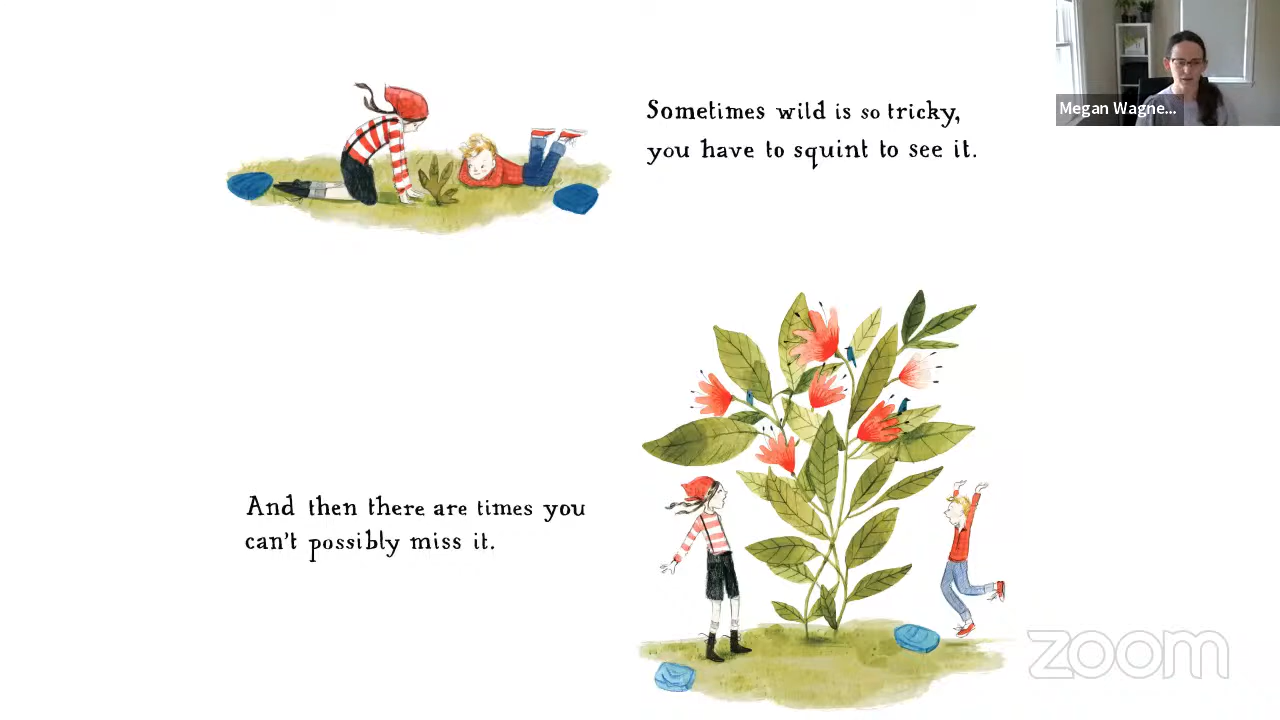 Megan Wagne...
Sometimes wild is so tricky,
you have to squint to see it.
And then there are times you
can't possibly miss it.
zoom